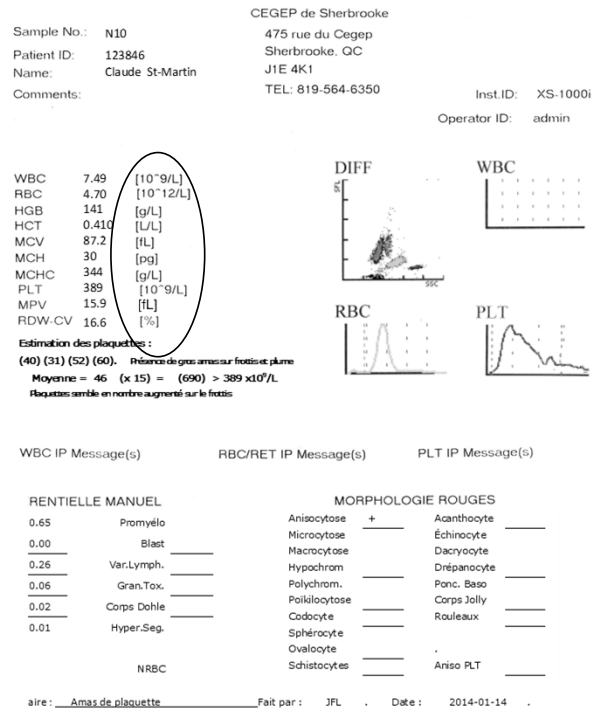 CEGEP de Sherbrooke
Sample No.: N10 475 rue du Cegep
Patient ID: 123846 Sherbrooke, QC
Name: Claude St-Martin J1E 4K1
Comments: TEL: 819-564-6350
Inst.ID: XS-1000i
Operator ID: admin
DIFF WBC
WBC 7.49 [10^9/L]
RBC 4.70 [10^12/L]
HGB 141 [g/L]
HCT 0.410 [L/L]
MCV 87.2 [fL]
MCH 30 [pg]
MCHC 344 [g/L]
PLT 389 [10^9/L]
MPV 15.9 [fL]
RDW-CV 16.6 [%]
SSC
RBC PLT
Estimation des plaquettes :
(40) (31) (52) (60). Présence de gros amas sur frottis et plume
Moyenne = 46 (x 15) = (690) > 389 x10⁹/L
Plaquettes semble en nombre augmenté sur le frottis
WBC IP Message(s) RBC/RET IP Message(s) PLT IP Message(s)
RENTIELLE MANUEL MORPHOLOGIE ROUGES
0.65 Promyélo Anisocytose + Acanthocyte
0.00 Blast Microcytose Échinocyte
0.26 Var.Lymph. Macrocytose Dacryocyte
0.06 Gran.Tox. Hypochrom Drépanocyte
0.02 Corps Dohle Polychrom. Ponc. Baso
0.01 Hyper.Seg. Poïkilocytose Corps Jolly
Codocyte Rouleaux
Sphérocyte
Ovalocyte .
NRBC Schistocytes Aniso PLT
aire : Amas de plaquette Fait par : JFL . Date : 2014-01-14 .